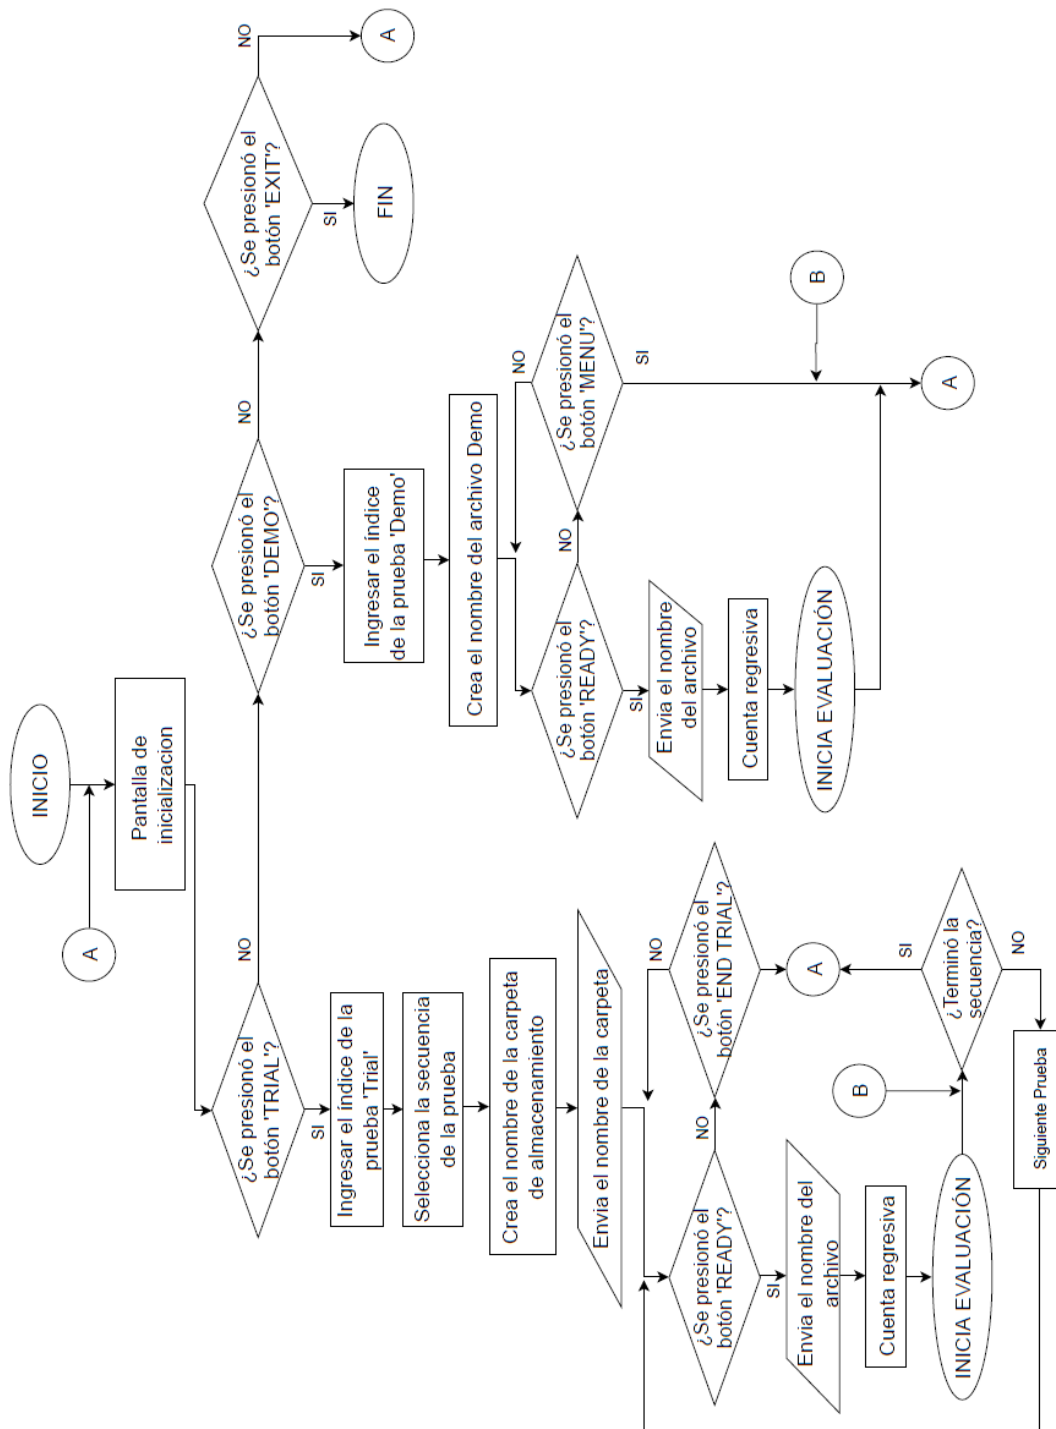 INICIO
A
Pantalla de
inicializacion
¿Se presionó el
botón 'TRIAL'?
NO
SI
¿Se presionó el
botón 'DEMO'?
NO
SI
¿Se presionó el
botón 'EXIT'?
NO
A
SI
FIN
Ingresar el índice de la
prueba 'Trial'
Selecciona la secuencia
de la prueba
Crea el nombre de la carpeta
de almacenamiento
Envia el nombre de la carpeta
¿Se presionó el
botón 'READY'?
NO
SI
¿Se presionó el
botón 'END TRIAL'?
NO
A
Envia el nombre del
archivo
Cuenta regresiva
INICIA EVALUACIÓN
B
¿Terminó la
secuencia?
SI
NO
Siguiente Prueba
Ingresar el índice
de la prueba 'Demo'
Crea el nombre del archivo Demo
¿Se presionó el
botón 'READY'?
NO
SI
¿Se presionó el
botón 'MENU'?
NO
SI
Envia el nombre
del archivo
Cuenta regresiva
INICIA EVALUACIÓN
B
A